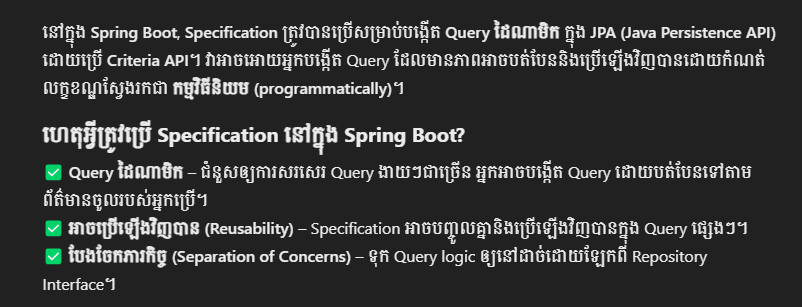 នៅក្នុង Spring Boot, Specification ត្រូវបានប្រើសម្រាប់បង្កើត Query ដៃណាមិក ក្នុង JPA (Java Persistence API)
ដោយប្រើ Criteria API។ វាអាចអោយអ្នកបង្កើត Query ដែលមានភាពអាចបត់បែននិងប្រើឡើងវិញបានដោយកំណត់
លក្ខខណ្ឌស្វែងរកជា កម្មវិធីនិយម (programmatically)។
ហេតុអ្វីត្រូវប្រើ Specification នៅក្នុង Spring Boot?
✅ Query ដៃណាមិក – ជំនួសឲ្យការសរសេរ Query ងាយៗជាច្រើន អ្នកអាចបង្កើត Query ដោយបត់បែនទៅតាម
ព័ត៌មានចូលរបស់អ្នកប្រើ។
✅ អាចប្រើឡើងវិញបាន (Reusability) – Specification អាចបញ្ចូលគ្នានិងប្រើឡើងវិញបានក្នុង Query ផ្សេងៗ។
✅ បែងចែកភារកិច្ច (Separation of Concerns) – ទុក Query logic ឲ្យនៅដាច់ដោយឡែកពី Repository
Interface។